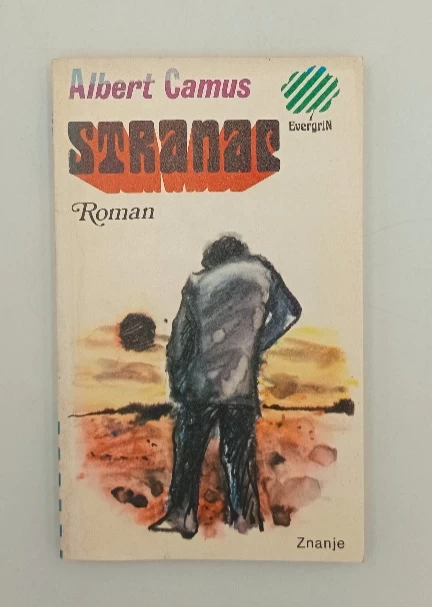 Albert Camus
EvergriN
STRANAC
Roman
Znanje